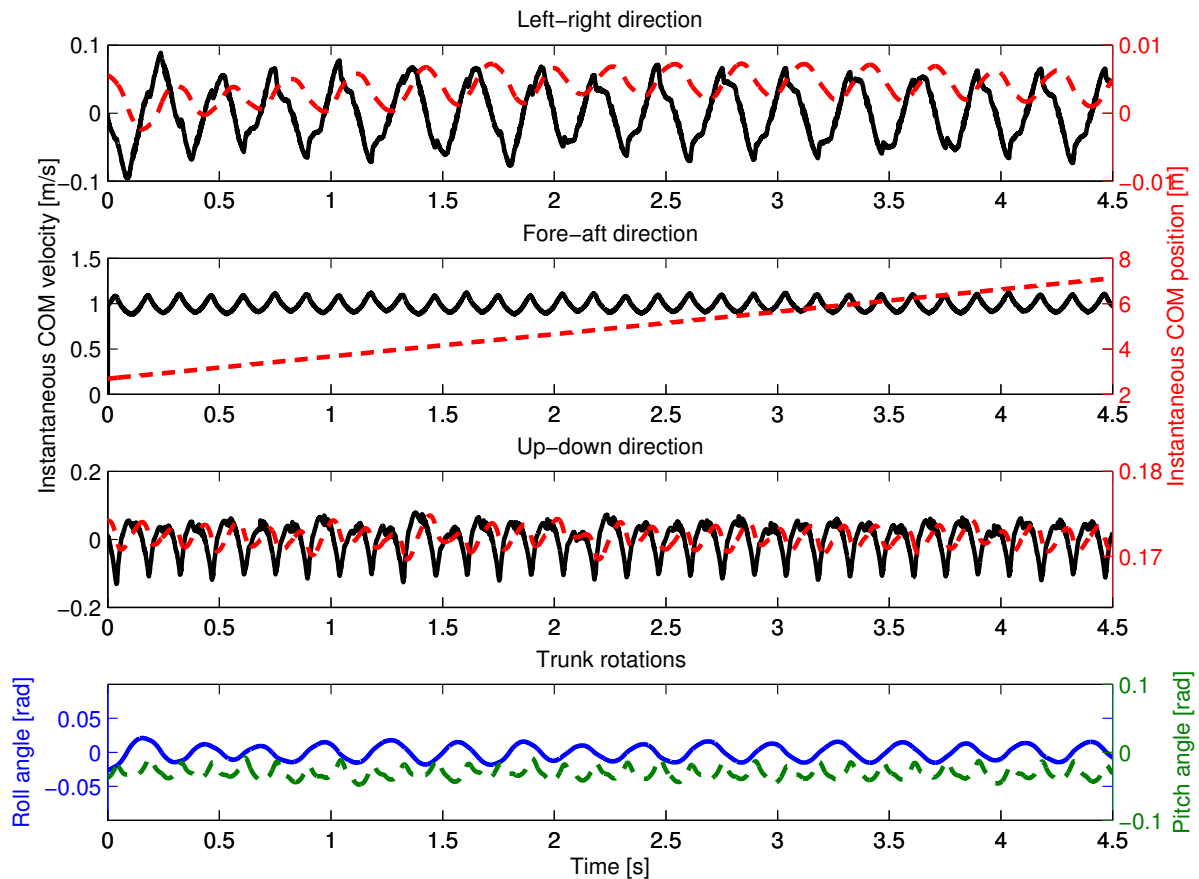 Left−right direction
0.1
0
−0.1
0.01
0
−0.01
0 0.5 1 1.5 2 2.5 3 3.5 4 4.5
Instantaneous COM velocity [m/s]
Instantaneous COM position [m]
Fore−aft direction
1.5
1
0.5
0
8
6
4
2
0 0.5 1 1.5 2 2.5 3 3.5 4 4.5
Up−down direction
0.2
0
−0.2
0.18
0.17
0 0.5 1 1.5 2 2.5 3 3.5 4 4.5
Trunk rotations
Roll angle [rad]
0.05
0
−0.05
0.1
0
−0.1
Pitch angle [rad]
0 0.5 1 1.5 2 2.5 3 3.5 4 4.5
Time [s]